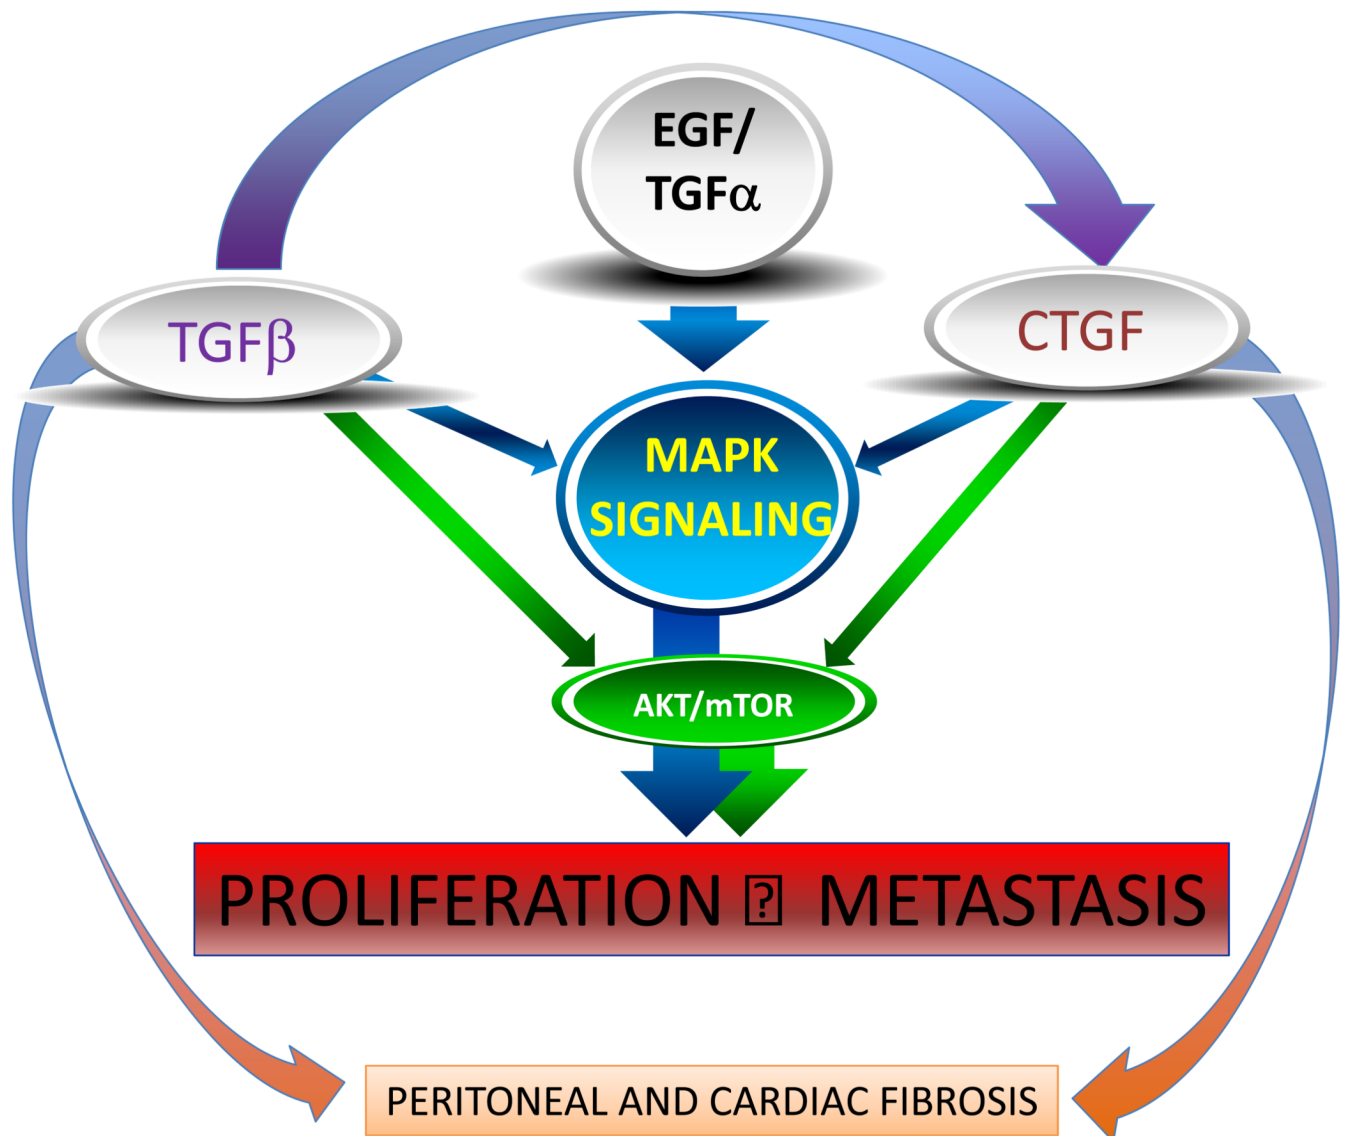 EGF/
TGFα
TGFβ
CTGF
MAPK
SIGNALING
AKT/mTOR
PROLIFERATION ⍰ METASTASIS
PERITONEAL AND CARDIAC FIBROSIS